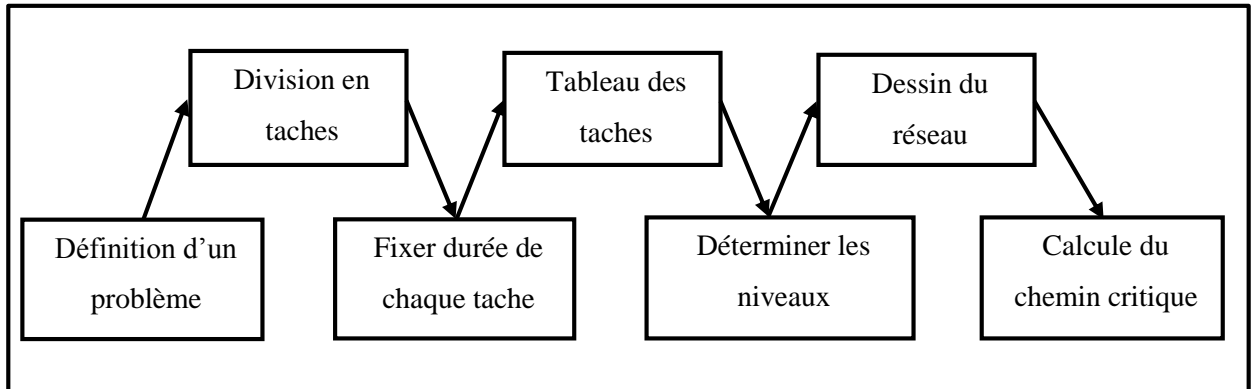 Définition d’un
problème
Division en
taches
Fixer durée de
chaque tache
Tableau des
taches
Déterminer les
niveaux
Dessin du
réseau
Calcule du
chemin critique